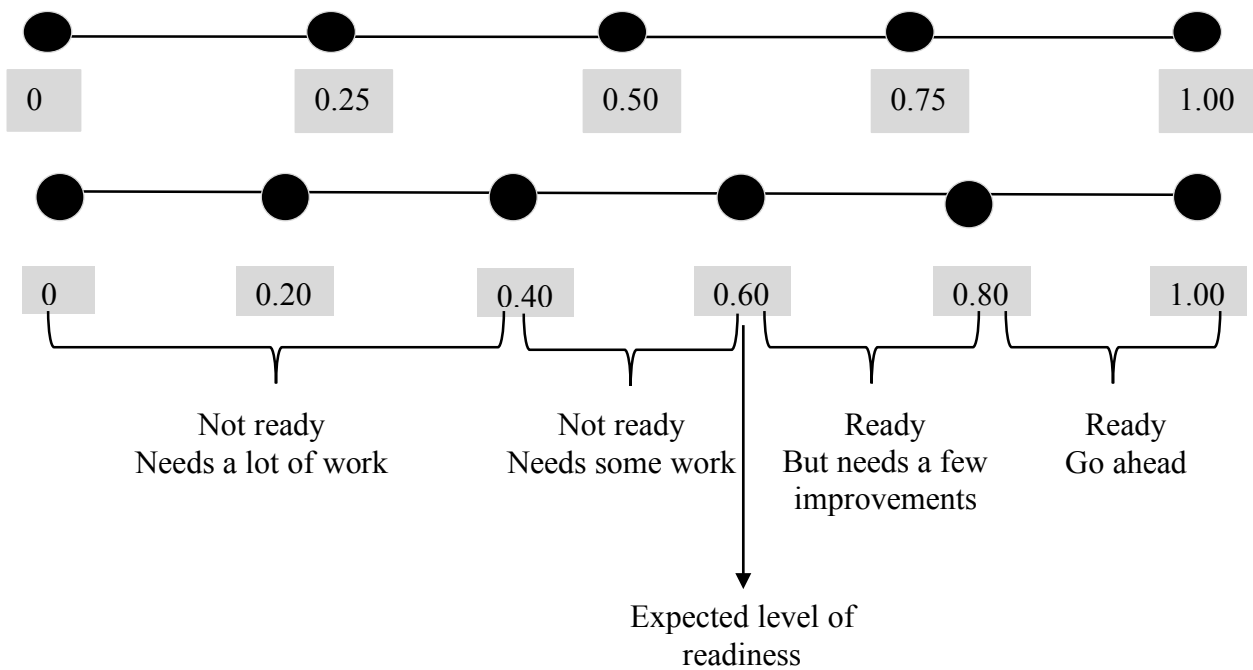 0 0.25 0.50 0.75 1.00
0 0.20 0.40 0.60 0.80 1.00
Not ready
Needs a lot of work
Not ready
Needs some work
Ready
But needs a few
improvements
Ready
Go ahead
Expected level of
readiness